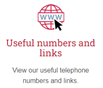 WWW
Useful numbers and
links
View our useful telephone
numbers and links.